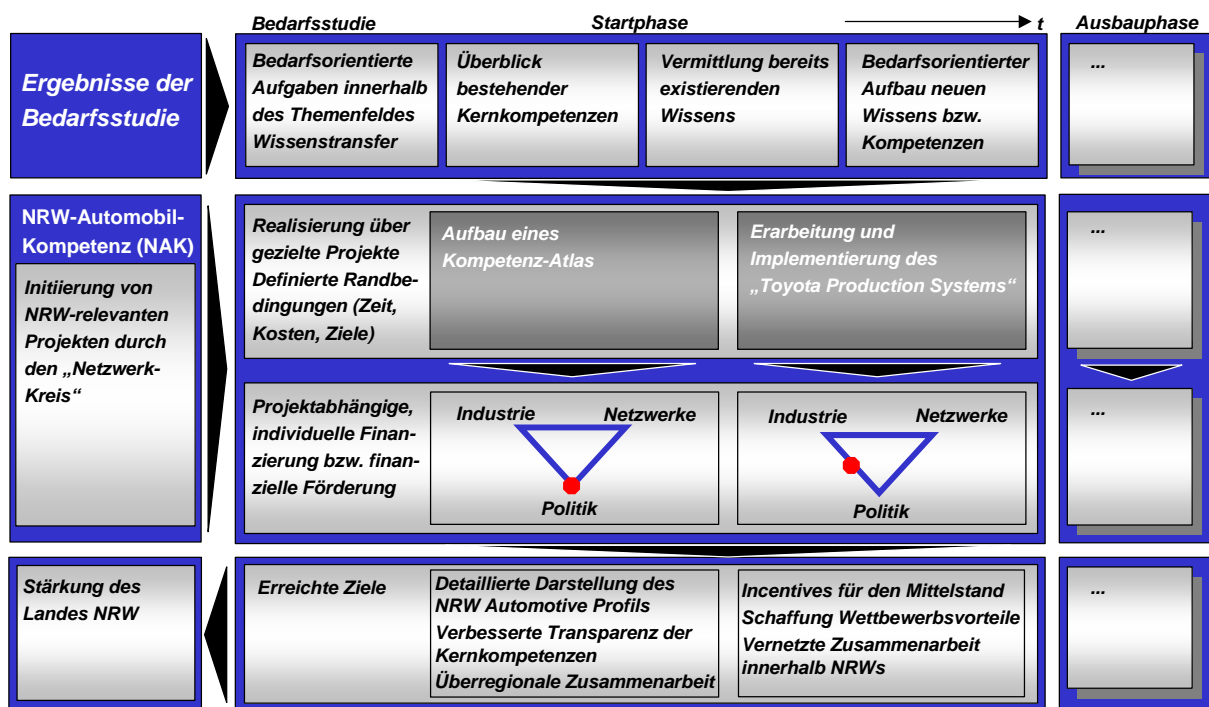 Bedarfsstudie
Startphase
t
Ausbauphase
Ergebnisse der
Bedarfsstudie
Bedarfsorientierte
Aufgaben innerhalb
des Themenfeldes
Wissenstransfer
Überblick
bestehender
Kernkompetenzen
Vermittlung bereits
existierenden
Wissens
Bedarfsorientierter
Aufbau neuen
Wissens bzw.
Kompetenzen
...
NRW-Automobil-
Kompetenz (NAK)
Initiierung von
NRW-relevanten
Projekten durch
den „Netzwerk-
Kreis“
Realisierung über
gezielte Projekte
Definierte Randbe-
dingungen (Zeit,
Kosten, Ziele)
Aufbau eines
Kompetenz-Atlas
Erarbeitung und
Implementierung des
„Toyota Production Systems“
...
Projektabhängige,
individuelle Finan-
zierung bzw. finan-
zielle Förderung
Industrie
Netzwerke
Politik
Industrie
Netzwerke
Politik
...
Stärkung des
Landes NRW
Erreichte Ziele
Detaillierte Darstellung des
NRW Automotive Profils
Verbesserte Transparenz der
Kernkompetenzen
Überregionale Zusammenarbeit
Incentives für den Mittelstand
Schaffung Wettbewerbsvorteile
Vernetzte Zusammenarbeit
innerhalb NRWs
...